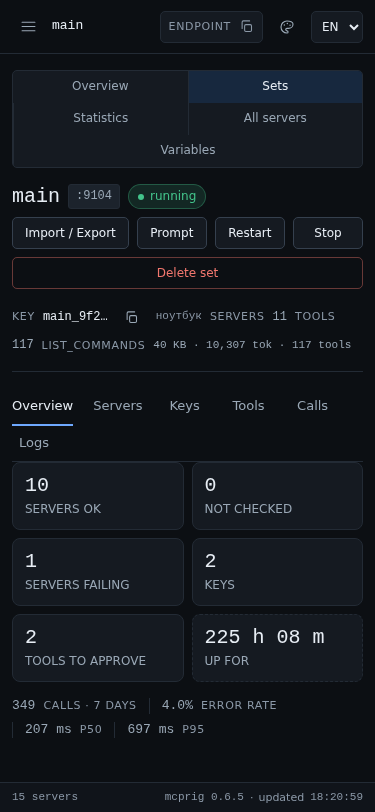 main ENDPOINT EN
Overview Sets
Statistics All servers
Variables
main :9104 running
Import / Export Prompt Restart Stop
Delete set
KEY main_9f2… ноутбук SERVERS 11 TOOLS
117 LIST_COMMANDS 40 KB · 10,307 tok · 117 tools
Overview Servers Keys Tools Calls
Logs
10 0
SERVERS OK NOT CHECKED
1 2
SERVERS FAILING KEYS
2 225 h 08 m
TOOLS TO APPROVE UP FOR
349 CALLS · 7 DAYS 4.0% ERROR RATE
207 ms P50 697 ms P95
15 servers mcprig 0.6.5 · updated 18:20:59